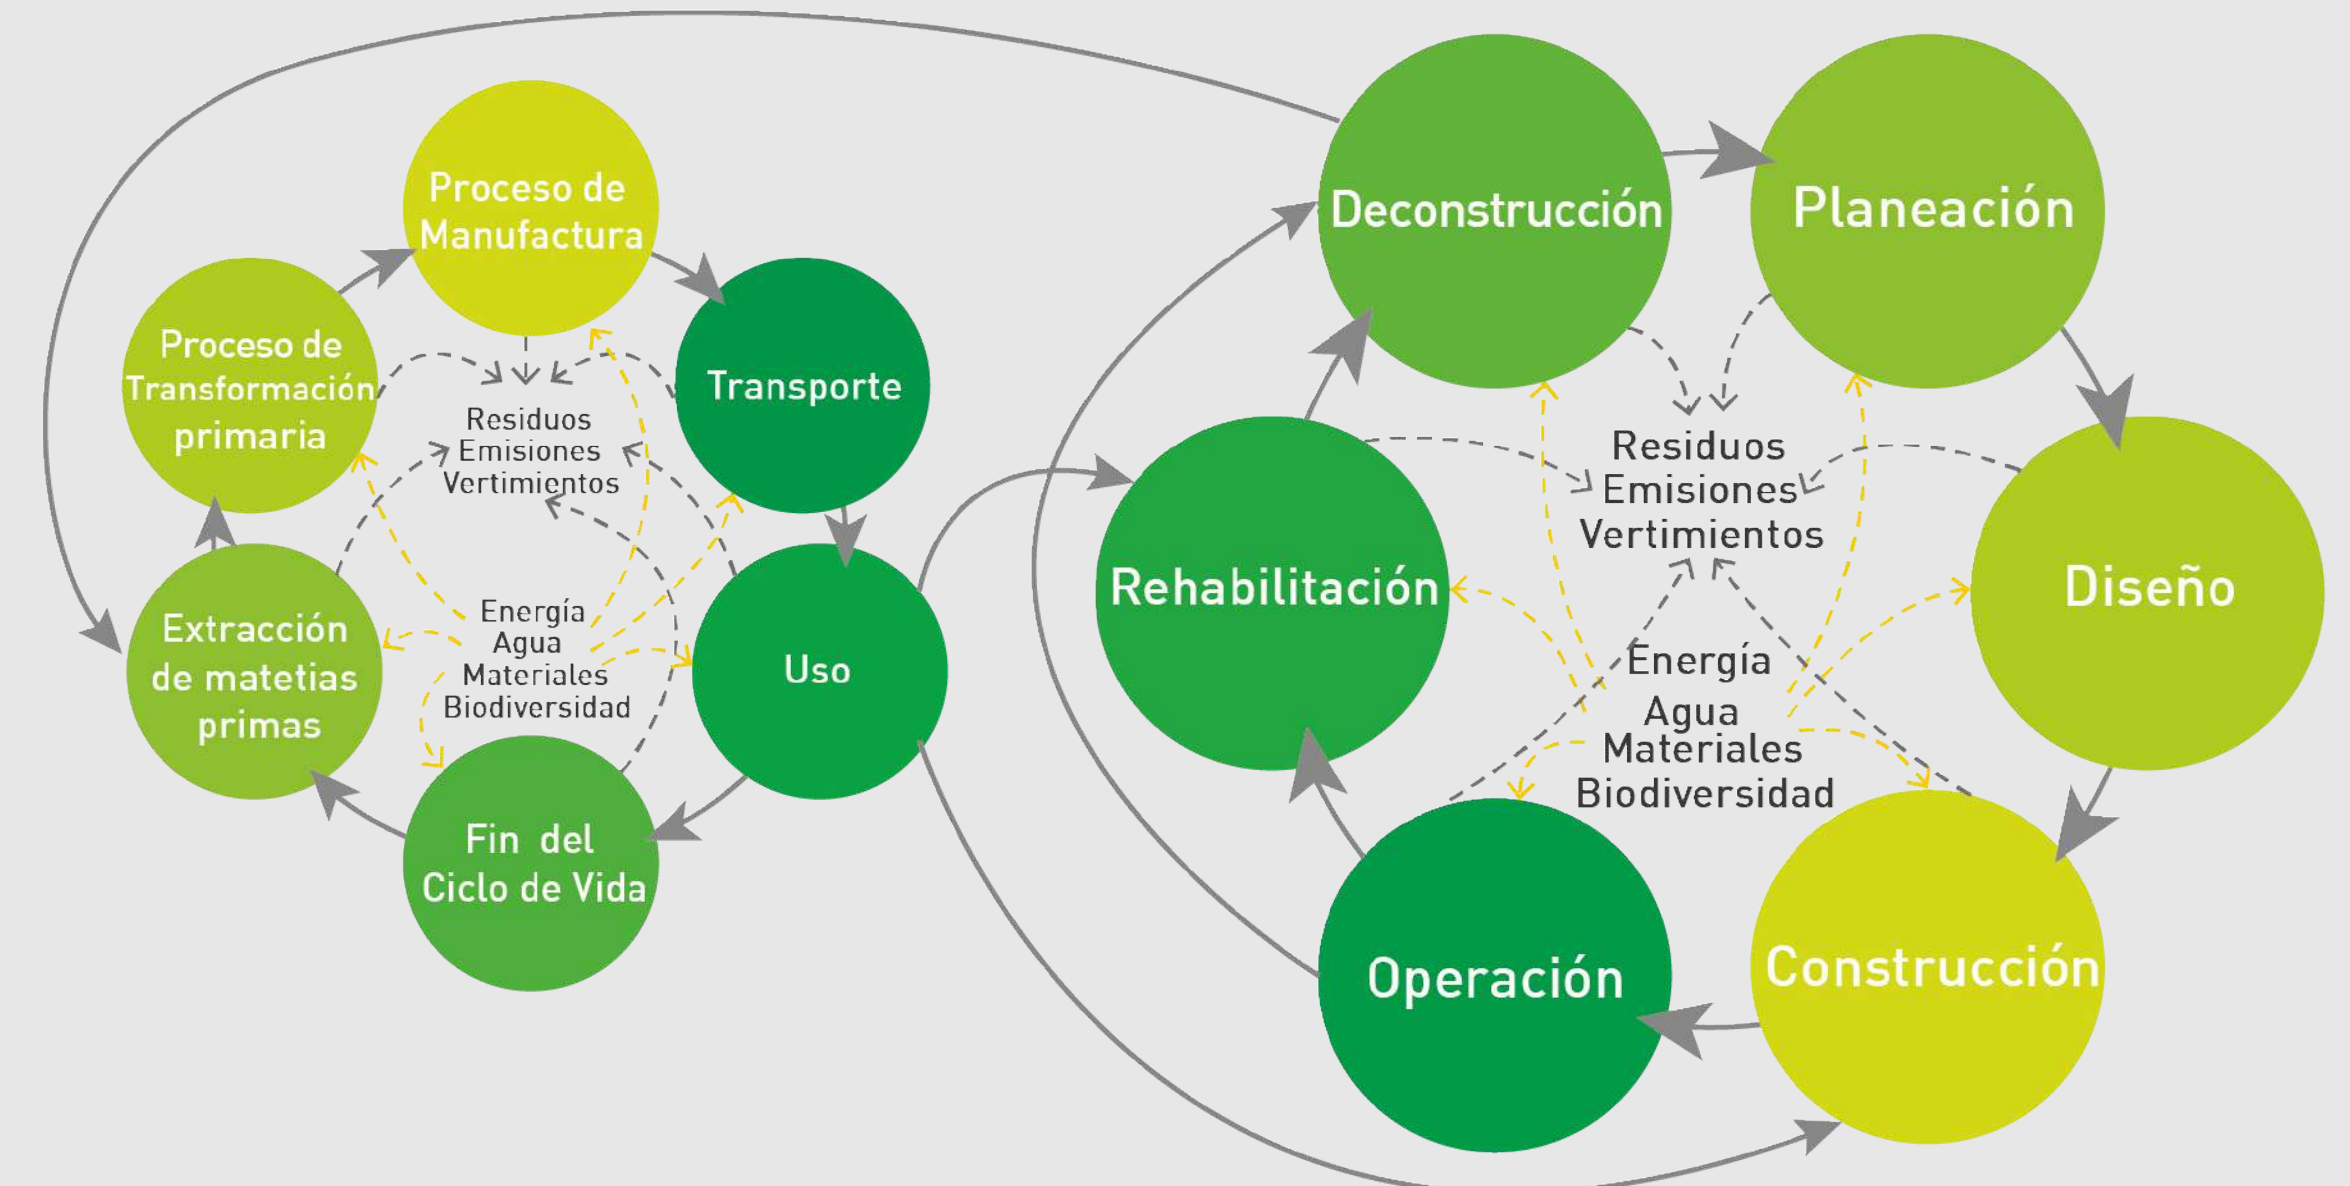 Proceso de
Manufactura
Proceso de
Transformación
primaria
Transporte
Residuos
Emisiones
Vertimientos
Extracción
de matetias
primas
Energía
Agua
Materiales
Biodiversidad
Uso
Fin del
Ciclo de Vida
Deconstrucción
Planeación
Rehabilitación
Residuos
Emisiones
Vertimientos
Diseño
Energía
Agua
Materiales
Biodiversidad
Operación
Construcción